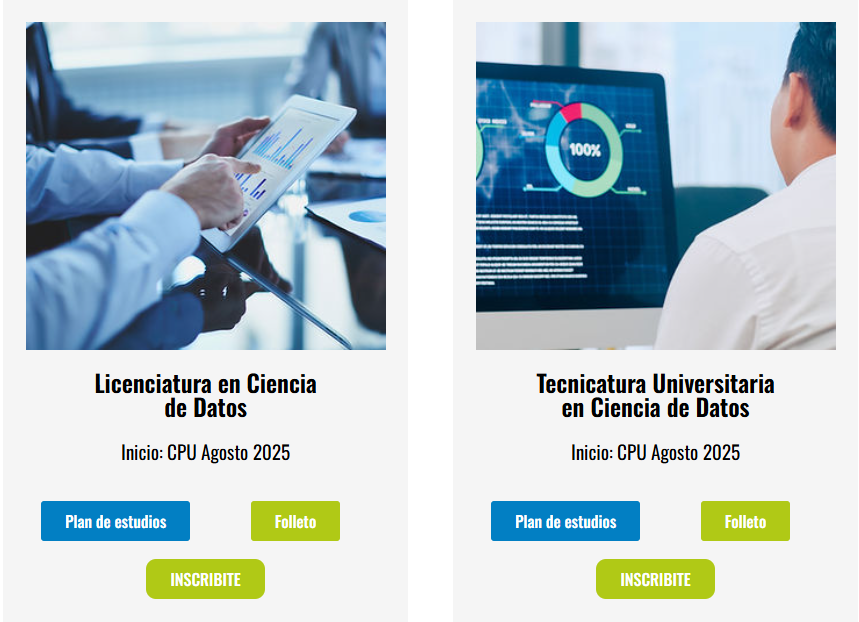 100%
Licenciatura en Ciencia
de Datos
Inicio: CPU Agosto 2025
Plan de estudios
Folleto
INSCRIBITE
Tecnicatura Universitaria
en Ciencia de Datos
Inicio: CPU Agosto 2025
Plan de estudios
Folleto
INSCRIBITE